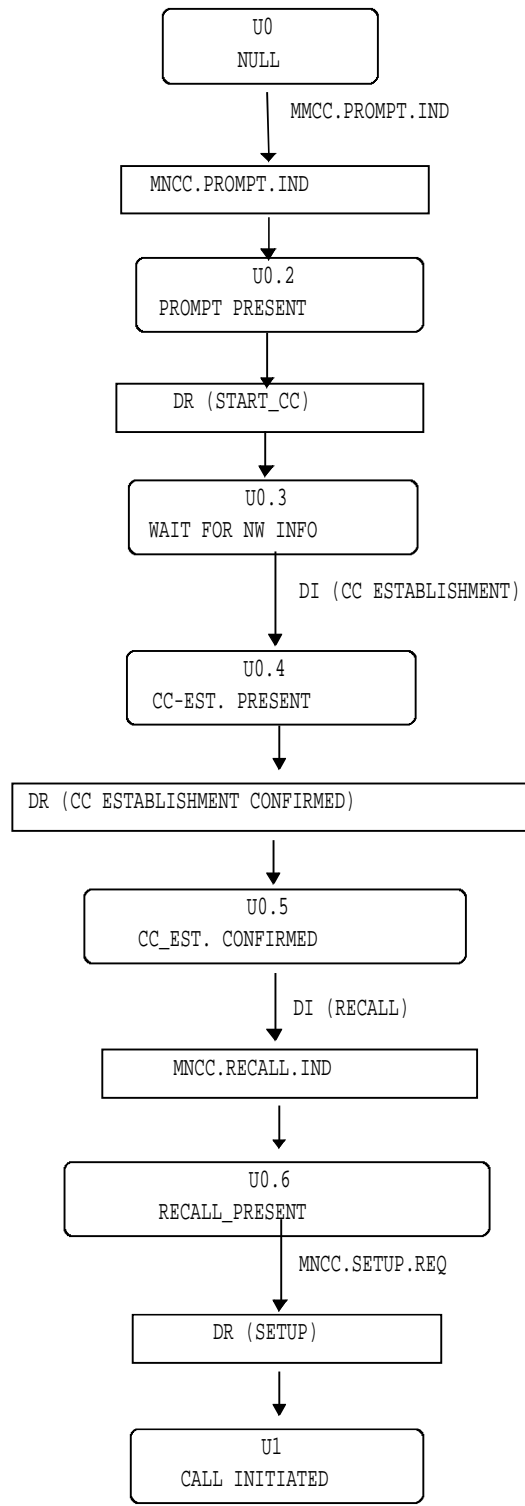 U0
NULL
MMCC.PROMPT.IND
MNCC.PROMPT.IND
U0.2
PROMPT PRESENT
DR (START_CC)
U0.3
WAIT FOR NW INFO
DI (CC ESTABLISHMENT)
U0.4
CC-EST. PRESENT
DR (CC ESTABLISHMENT CONFIRMED)
U0.5
CC_EST. CONFIRMED
DI (RECALL)
MNCC.RECALL.IND
U0.6
RECALL_PRESENT
MNCC.SETUP.REQ
DR (SETUP)
U1
CALL INITIATED